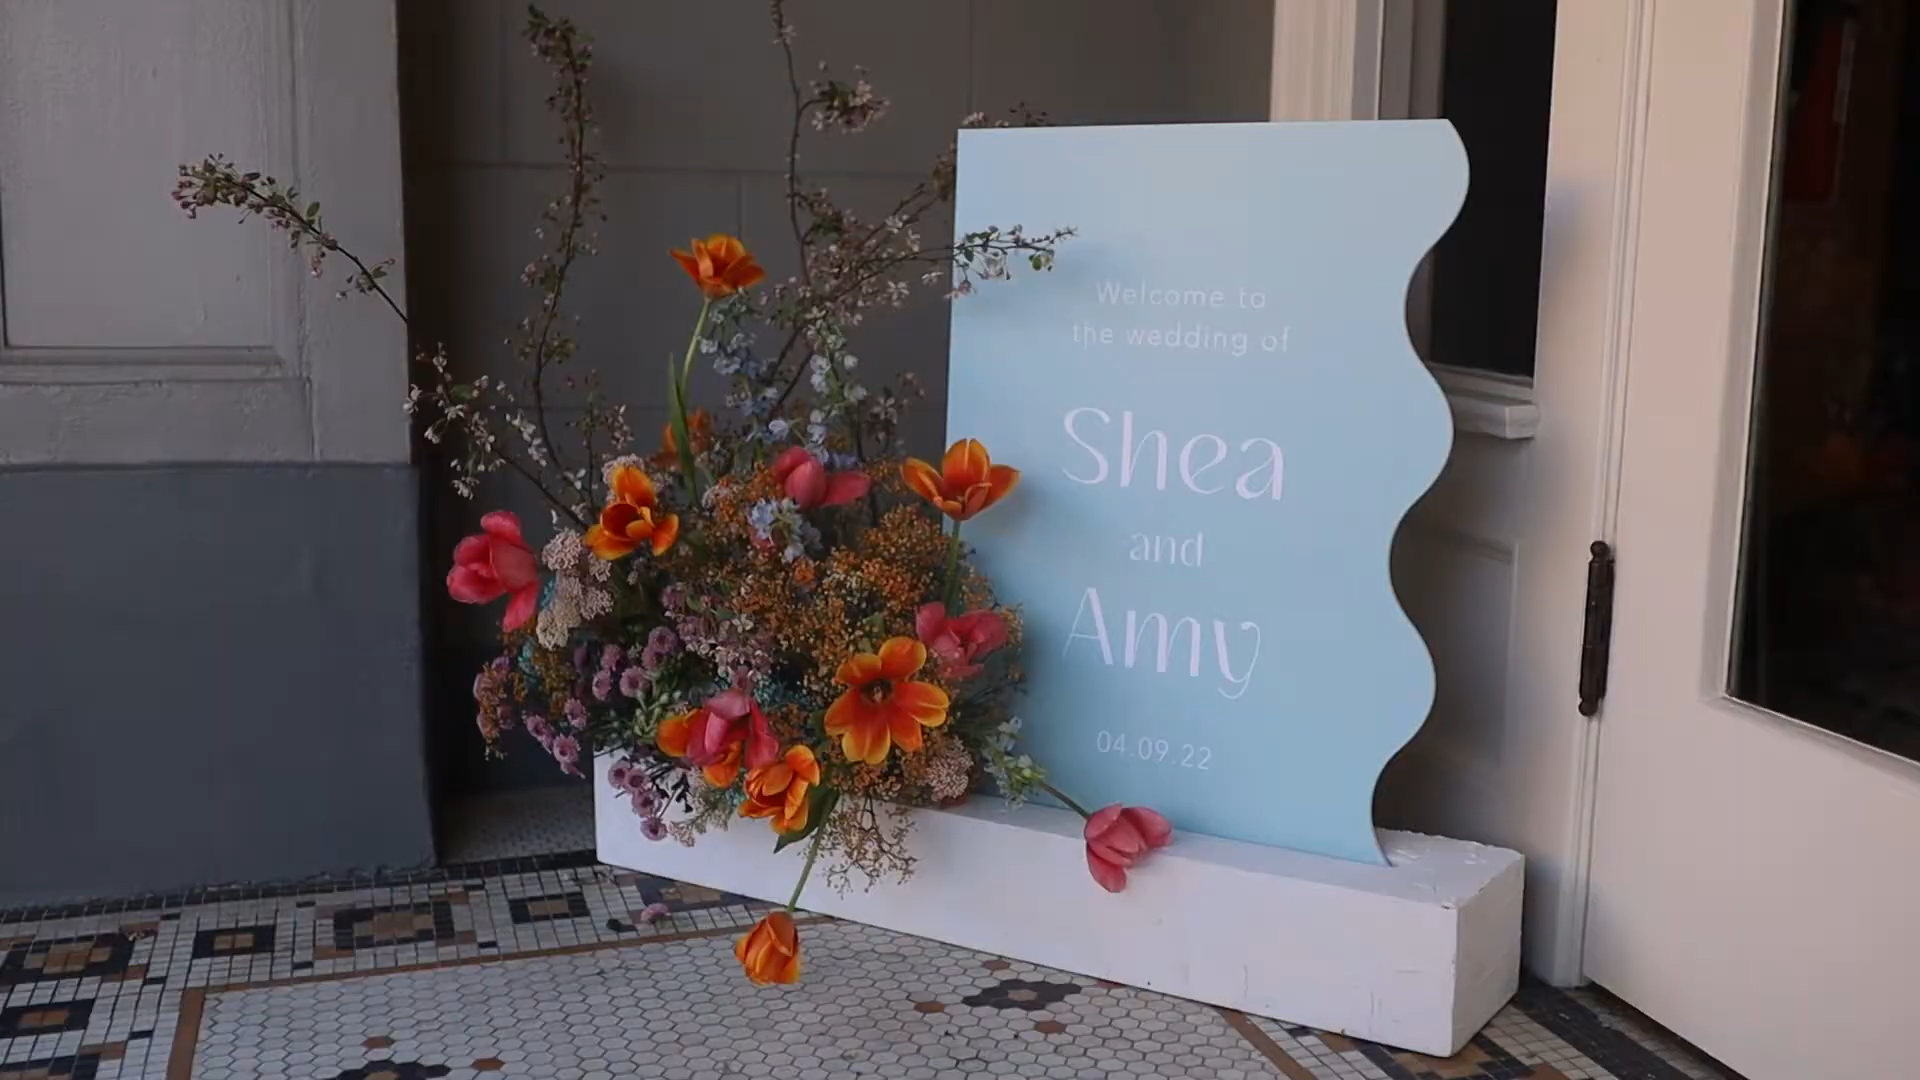 Welcome to
the wedding of
Shea
and
Amy
04.09.22